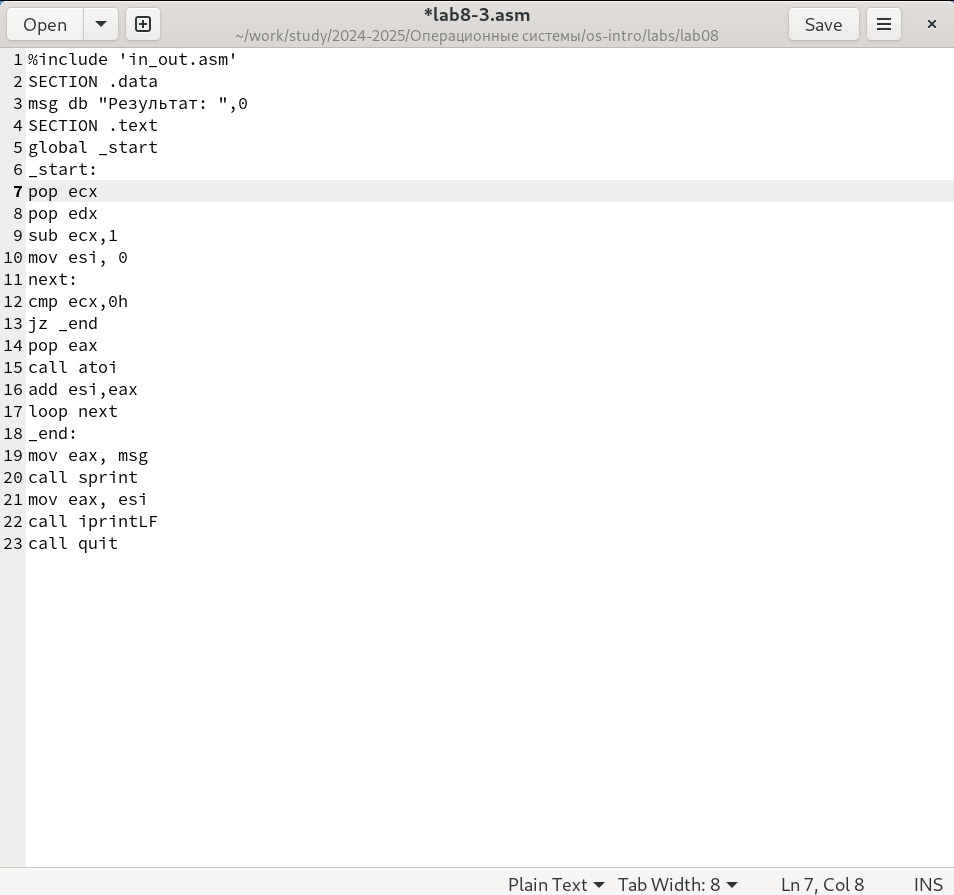 Open
*lab8-3.asm
~/work/study/2024-2025/Операционные системы/os-intro/labs/lab08
Save
1 %include 'in_out.asm'
2 SECTION .data
3 msg db "Результат: ",0
4 SECTION .text
5 global _start
6 _start:
7 pop ecx
8 pop edx
9 sub ecx,1
10 mov esi, 0
11 next:
12 cmp ecx,0h
13 jz _end
14 pop eax
15 call atoi
16 add esi,eax
17 loop next
18 _end:
19 mov eax, msg
20 call sprint
21 mov eax, esi
22 call iprintLF
23 call quit
Plain Text Tab Width: 8 Ln 7, Col 8 INS